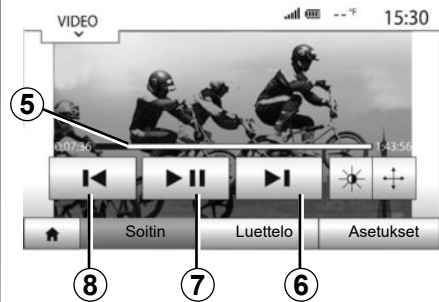 VIDEO
-- °F 15:30
5
0:07:36 1:43:56
Soitin Luettelo Asetukset
8 7 6